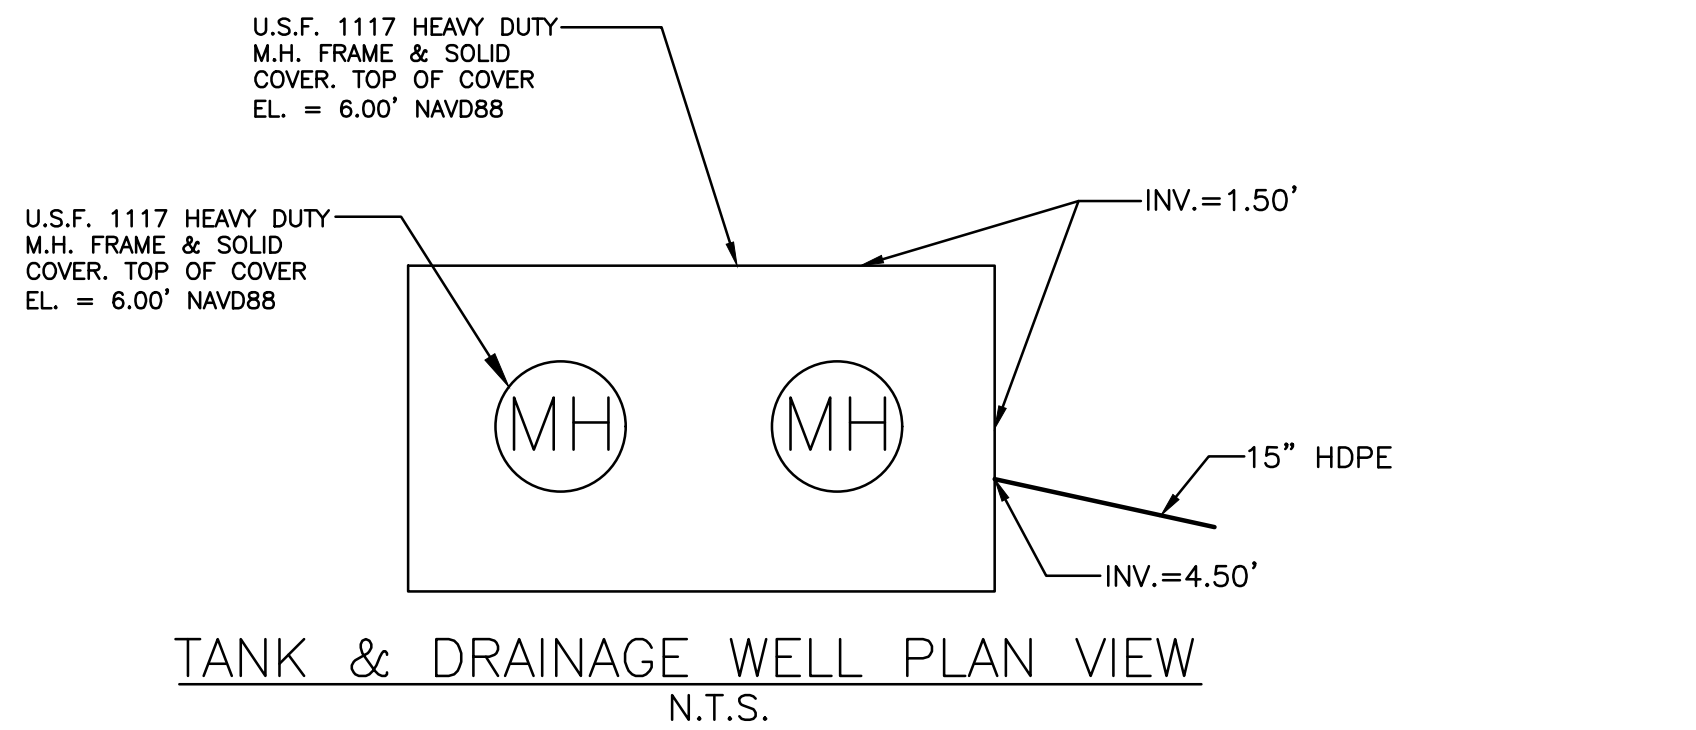 U.S.F. 1117 HEAVY DUTY
M.H. FRAME & SOLID
COVER. TOP OF COVER
EL. = 6.00' NAVD88
INV.=1.50'
U.S.F. 1117 HEAVY DUTY
M.H. FRAME & SOLID
COVER. TOP OF COVER
EL. = 6.00' NAVD88
MH
MH
15" HDPE
INV.=4.50'
TANK & DRAINAGE WELL PLAN VIEW
N.T.S.